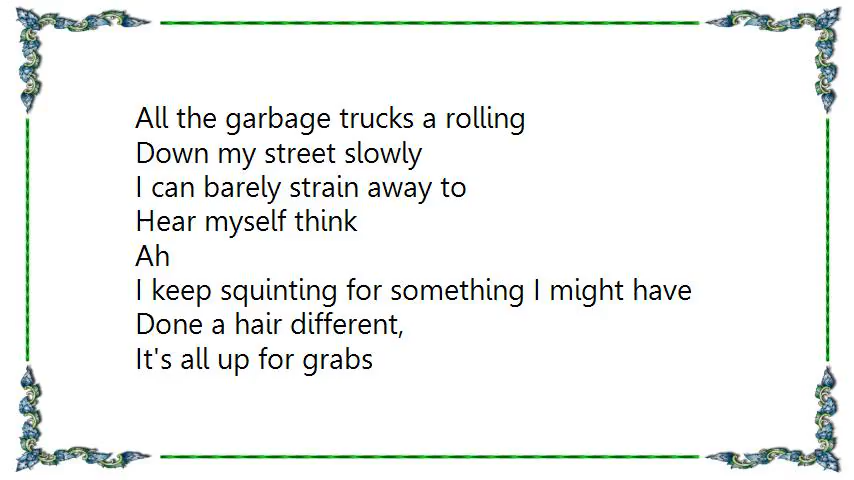 All the garbage trucks a rolling
Down my street slowly
I can barely strain away to
Hear myself think
Ah
I keep squinting for something I might have
Done a hair different,
It's all up for grabs